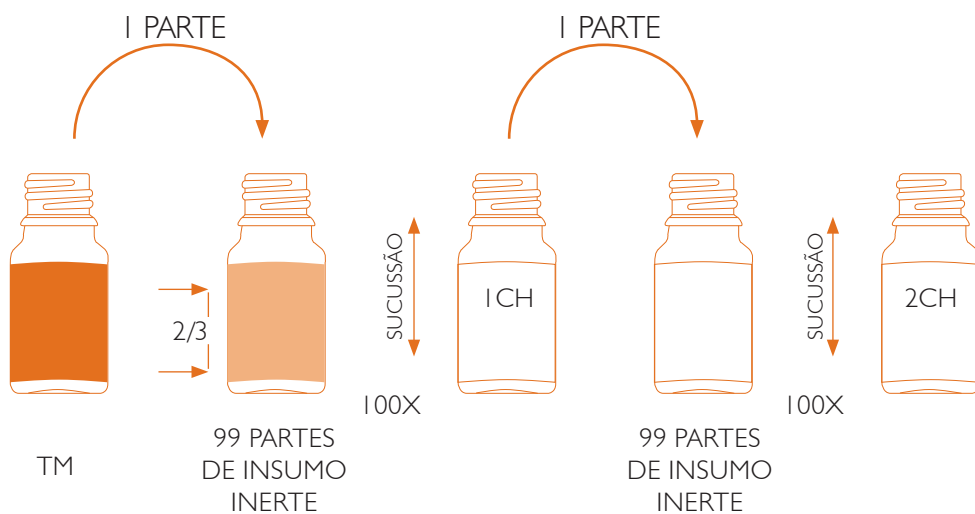 1 PARTE
1 PARTE
2/3
SUCUSSÃO
1CH
SUCUSSÃO
2CH
100X
100X
TM
99 PARTES
DE INSUMO
INERTE
99 PARTES
DE INSUMO
INERTE